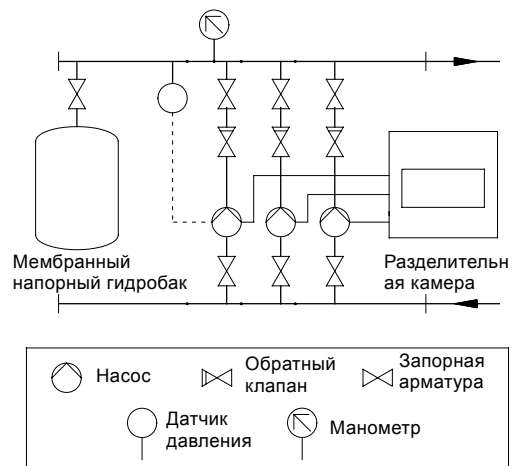 Мембранный
напорный гидробак
Разделительн
ая камера
Насос
Обратный
клапан
Запорная
арматура
Датчик
давления
Манометр